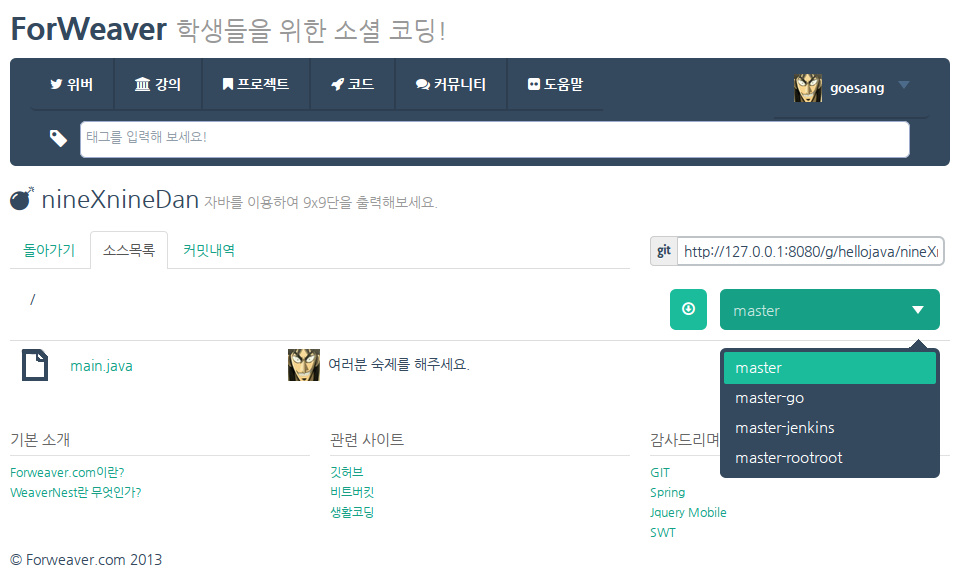 ForWeaver 학생들을 위한 소셜 코딩!
위버 강의 프로젝트 코드 커뮤니티 도움말 goesang
태그를 입력해 보세요!
nineXnineDan 자바를 이용하여 9x9단을 출력해보세요.
돌아가기 소스목록 커밋내역 git http://127.0.0.1:8080/g/hellojava/nineX
/ master
main.java 여러분 숙제를 해주세요.
master
master-go
master-jenkins
master-rootroot
기본 소개 관련 사이트 감사드리며
Forweaver.com이란? 깃허브 GIT
WeaverNest란 무엇인가? 비트버킷 Spring
생활코딩 Jquery Mobile
SWT
© Forweaver.com 2013